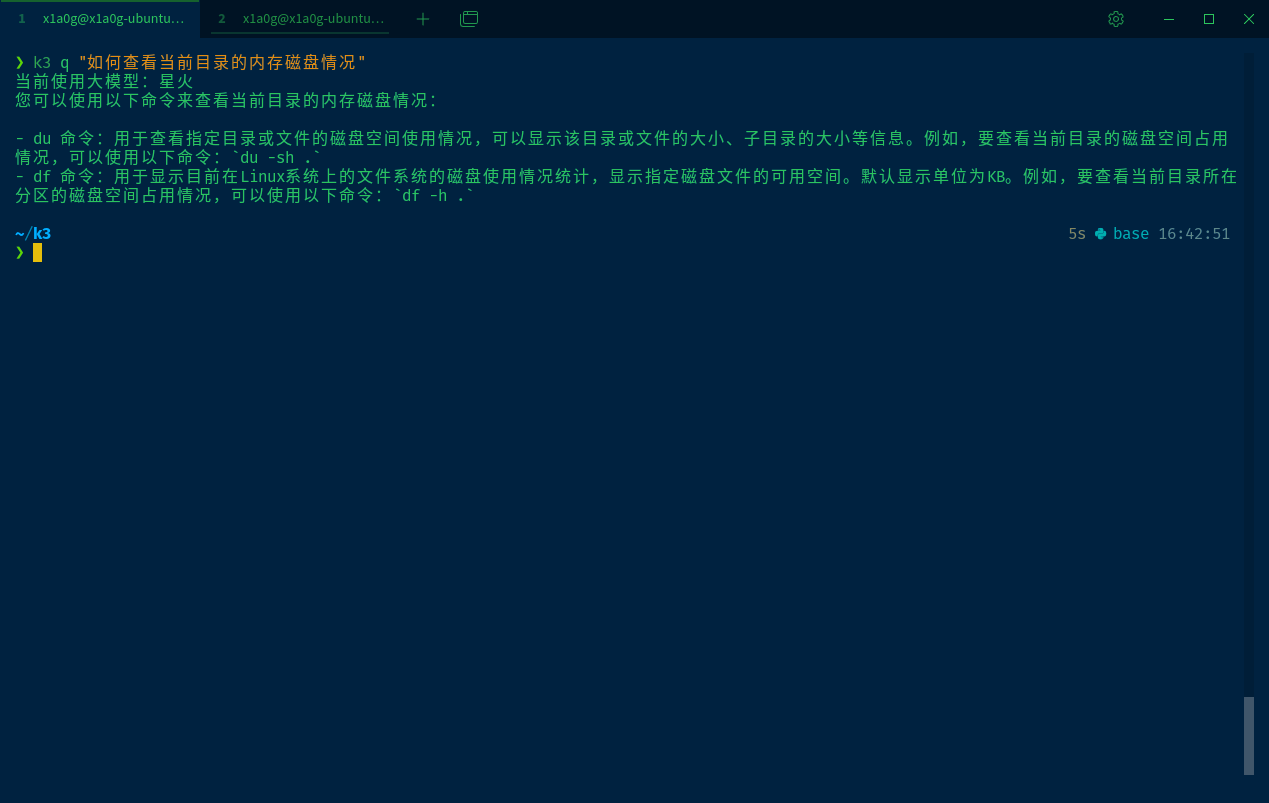 1 x1a0g@x1a0g-ubuntu... 2 x1a0g@x1a0g-ubuntu...
❯ k3 q "如何查看当前目录的内存磁盘情况"
当前使用大模型：星火
您可以使用以下命令来查看当前目录的内存磁盘情况：
- du 命令：用于查看指定目录或文件的磁盘空间使用情况，可以显示该目录或文件的大小、子目录的大小等信息。例如，要查看当前目录的磁盘空间占用
情况，可以使用以下命令：`du -sh .`
- df 命令：用于显示目前在Linux系统上的文件系统的磁盘使用情况统计，显示指定磁盘文件的可用空间。默认显示单位为KB。例如，要查看当前目录所在
分区的磁盘空间占用情况，可以使用以下命令：`df -h .`
~/k3 5s base 16:42:51
❯